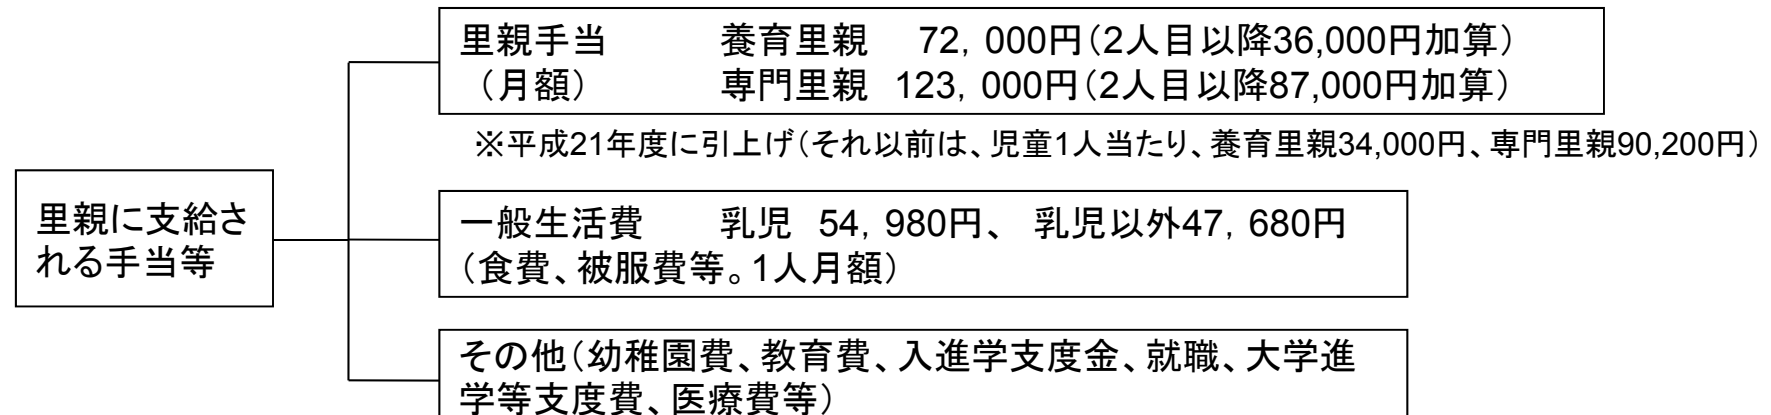 里親手当 養育里親 72,000円(2人目以降36,000円加算)
(月額) 専門里親 123,000円(2人目以降87,000円加算)
※平成21年度に引上げ(それ以前は、児童1人当たり、養育里親34,000円、専門里親90,200円)
里親に支給さ
れる手当等
一般生活費 乳児 54,980円、 乳児以外47,680円
(食費、被服費等。1人月額)
その他(幼稚園費、教育費、入進学支度金、就職、大学進
学等支度費、医療費等)